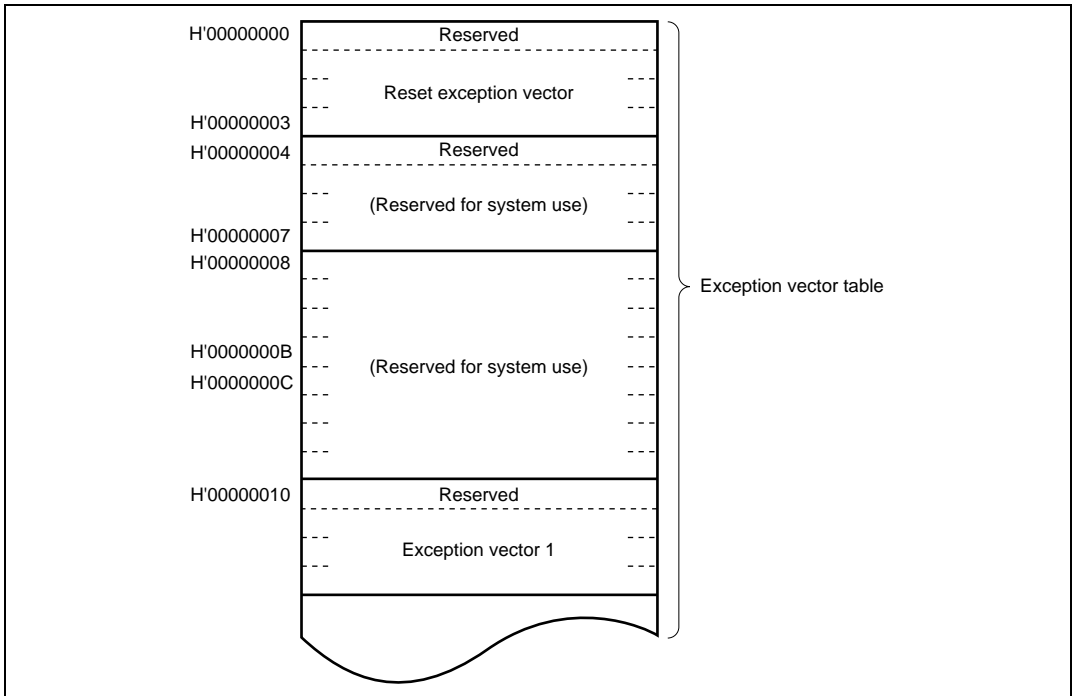 H'00000000
Reserved
Reset exception vector
H'00000003
H'00000004
Reserved
(Reserved for system use)
H'00000007
H'00000008
Exception vector table
H'0000000B
(Reserved for system use)
H'0000000C
H'00000010
Reserved
Exception vector 1